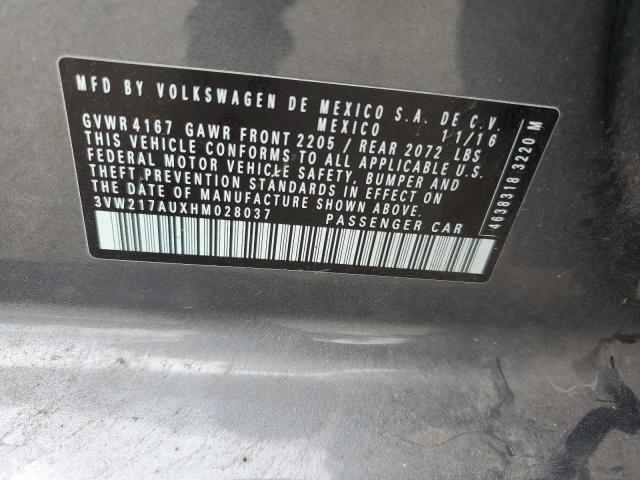 MFD BY VOLKSWAGEN DE MEXICO S.A. DE C.V.
MEXICO 11/16
GVWR 4167 GAWR FRONT 2205 / REAR 2072 LBS
THIS VEHICLE CONFORMS TO ALL APPLICABLE U.S.
FEDERAL MOTOR VEHICLE SAFETY, BUMPER AND
THEFT PREVENTION STANDARDS IN EFFECT ON
THE DATE OF MANUFACTURE SHOWN ABOVE.
3VW217AUXHM028037 PASSENGER CAR
4638318 3220 M